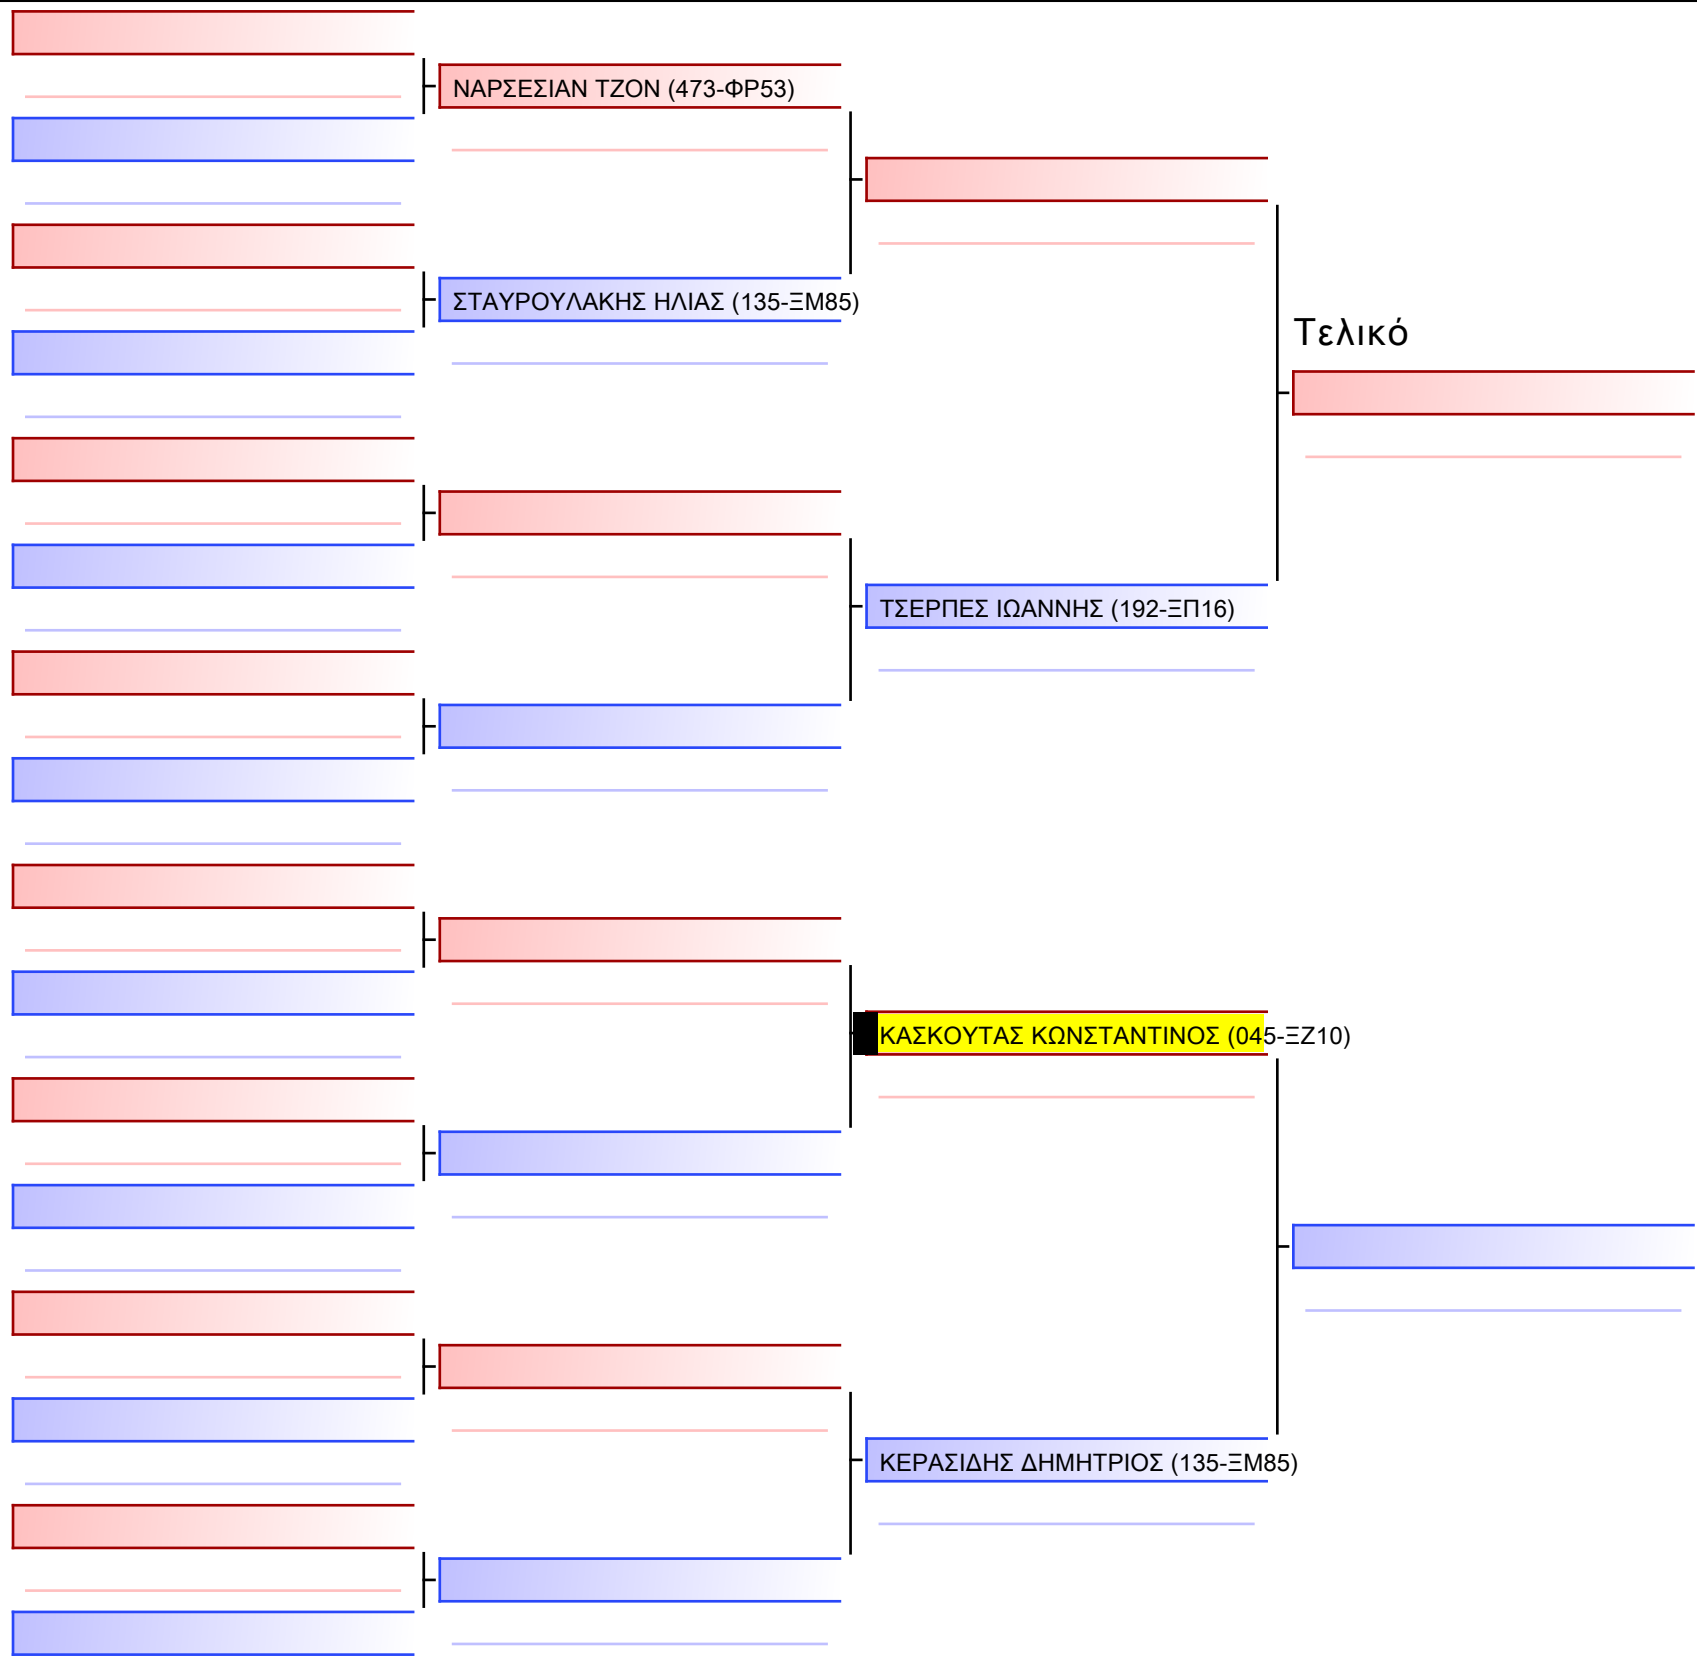 ΝΑΡΣΕΣΙΑΝ ΤΖΟΝ (473-ΦΡ53)
ΣΤΑΥΡΟΥΛΑΚΗΣ ΗΛΙΑΣ (135-ΞΜ85)
Τελικό
ΤΣΕΡΠΕΣ ΙΩΑΝΝΗΣ (192-ΞΠ16)
ΚΑΣΚΟΥΤΑΣ ΚΩΝΣΤΑΝΤΙΝΟΣ (045-ΞΖ10)
ΚΕΡΑΣΙΔΗΣ ΔΗΜΗΤΡΙΟΣ (135-ΞΜ85)